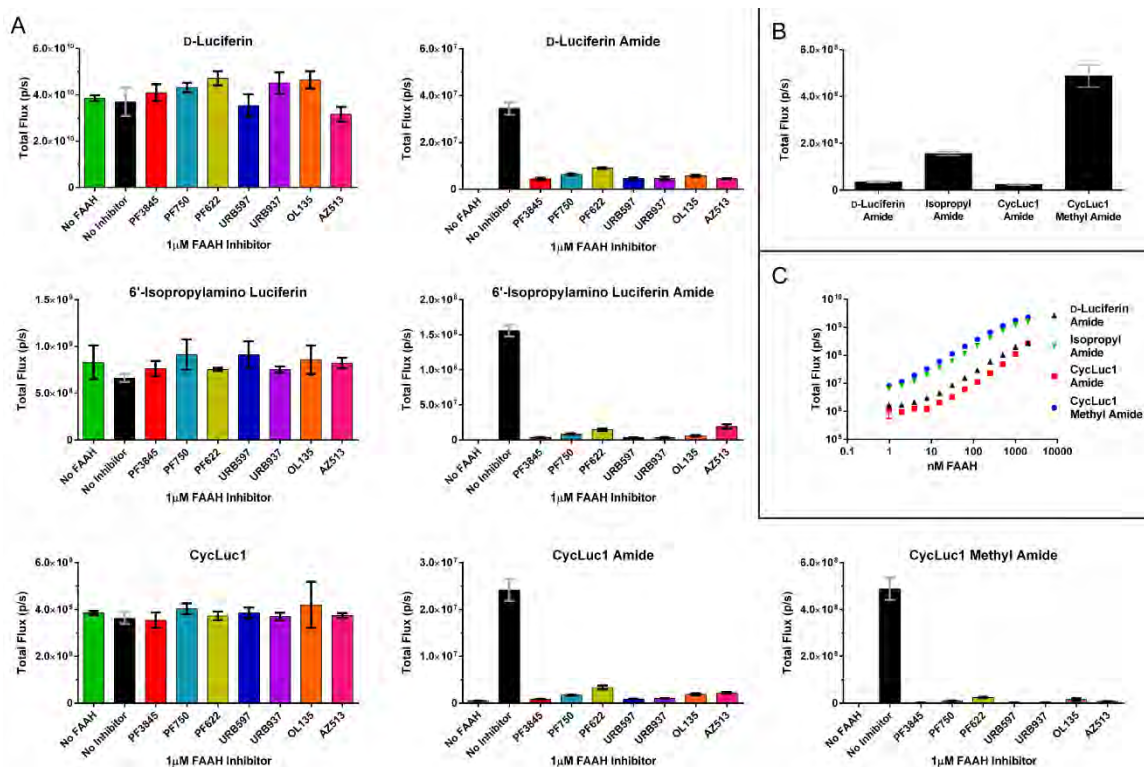 A
D-Luciferin
Total Flux (p/s)
6.0×10¹⁰
4.0×10¹⁰
2.0×10¹⁰
0
No FAAH
No Inhibitor
PF3845
PF750
PF622
URB597
URB937
OL135
AZ513
1µM FAAH Inhibitor
D-Luciferin Amide
Total Flux (p/s)
6.0×10⁷
4.0×10⁷
2.0×10⁷
0
No FAAH
No Inhibitor
PF3845
PF750
PF622
URB597
URB937
OL135
AZ513
1µM FAAH Inhibitor
6'-Isopropylamino Luciferin
Total Flux (p/s)
1.5×10⁹
1.0×10⁹
5.0×10⁸
0
No FAAH
No Inhibitor
PF3845
PF750
PF622
URB597
URB937
OL135
AZ513
1µM FAAH Inhibitor
6'-Isopropylamino Luciferin Amide
Total Flux (p/s)
2.0×10⁸
1.5×10⁸
1.0×10⁸
5.0×10⁷
0
No FAAH
No Inhibitor
PF3845
PF750
PF622
URB597
URB937
OL135
AZ513
1µM FAAH Inhibitor
CycLuc1
Total Flux (p/s)
6.0×10⁹
4.0×10⁹
2.0×10⁹
0
No FAAH
No Inhibitor
PF3845
PF750
PF622
URB597
URB937
OL135
AZ513
1µM FAAH Inhibitor
CycLuc1 Amide
Total Flux (p/s)
3.0×10⁷
2.0×10⁷
1.0×10⁷
0
No FAAH
No Inhibitor
PF3845
PF750
PF622
URB597
URB937
OL135
AZ513
1µM FAAH Inhibitor
CycLuc1 Methyl Amide
Total Flux (p/s)
6.0×10⁸
4.0×10⁸
2.0×10⁸
0
No FAAH
No Inhibitor
PF3845
PF750
PF622
URB597
URB937
OL135
AZ513
1µM FAAH Inhibitor
B
Total Flux (p/s)
6.0×10⁸
4.0×10⁸
2.0×10⁸
0
D-Luciferin
Amide
Isopropyl
Amide
CycLuc1
Amide
CycLuc1
Methyl Amide
C
Total Flux (p/s)
10¹⁰
10⁹
10⁸
10⁷
10⁶
10⁵
0.1 1 10 100 1000 10000
nM FAAH
D-Luciferin
Amide
Isopropyl
Amide
CycLuc1
Amide
CycLuc1
Methyl Amide